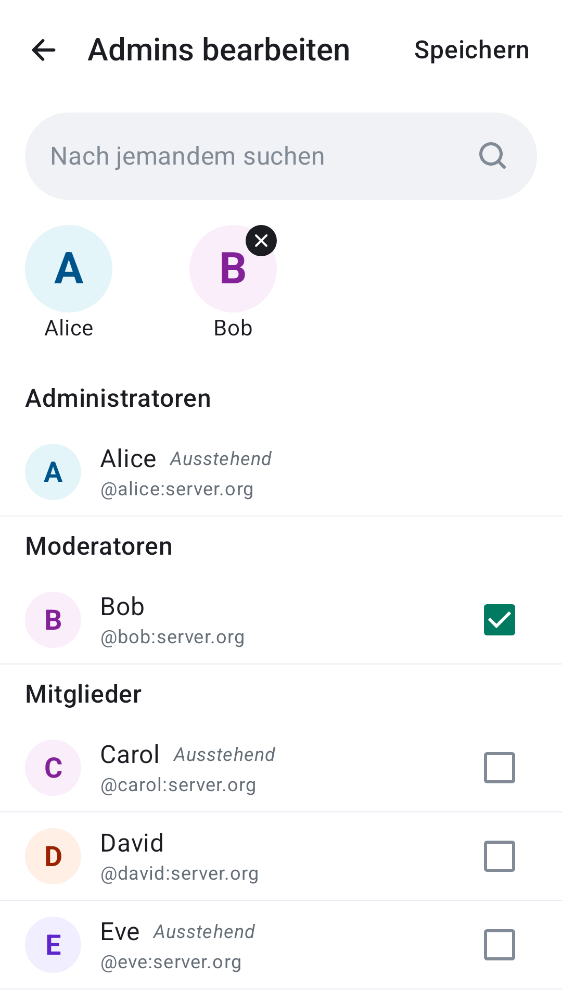 Admins bearbeiten Speichern
Nach jemandem suchen
A B
Alice Bob
Administratoren
A Alice Ausstehend
@alice:server.org
Moderatoren
B Bob
@bob:server.org
Mitglieder
C Carol Ausstehend
@carol:server.org
D David
@david:server.org
E Eve Ausstehend
@eve:server.org